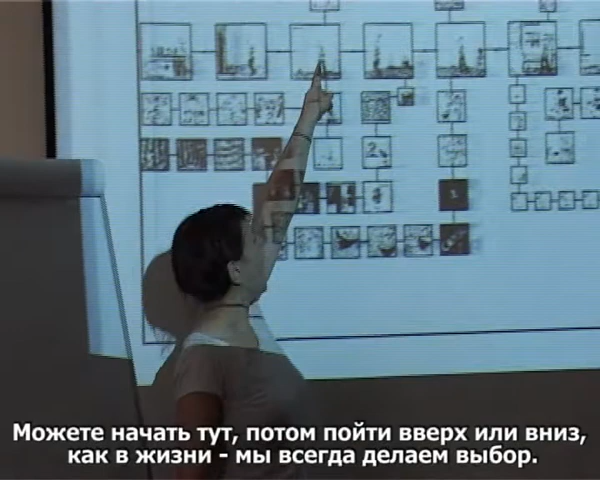 Можете начать тут, потом пойти вверх или вниз,
как в жизни - мы всегда делаем выбор.